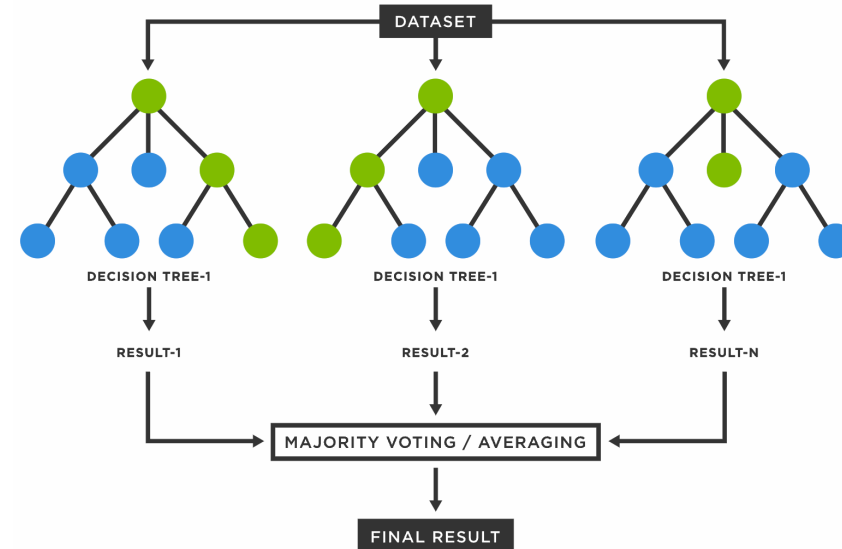 DATASET
DECISION TREE-1
DECISION TREE-1
DECISION TREE-1
RESULT-1
RESULT-2
RESULT-N
MAJORITY VOTING / AVERAGING
FINAL RESULT